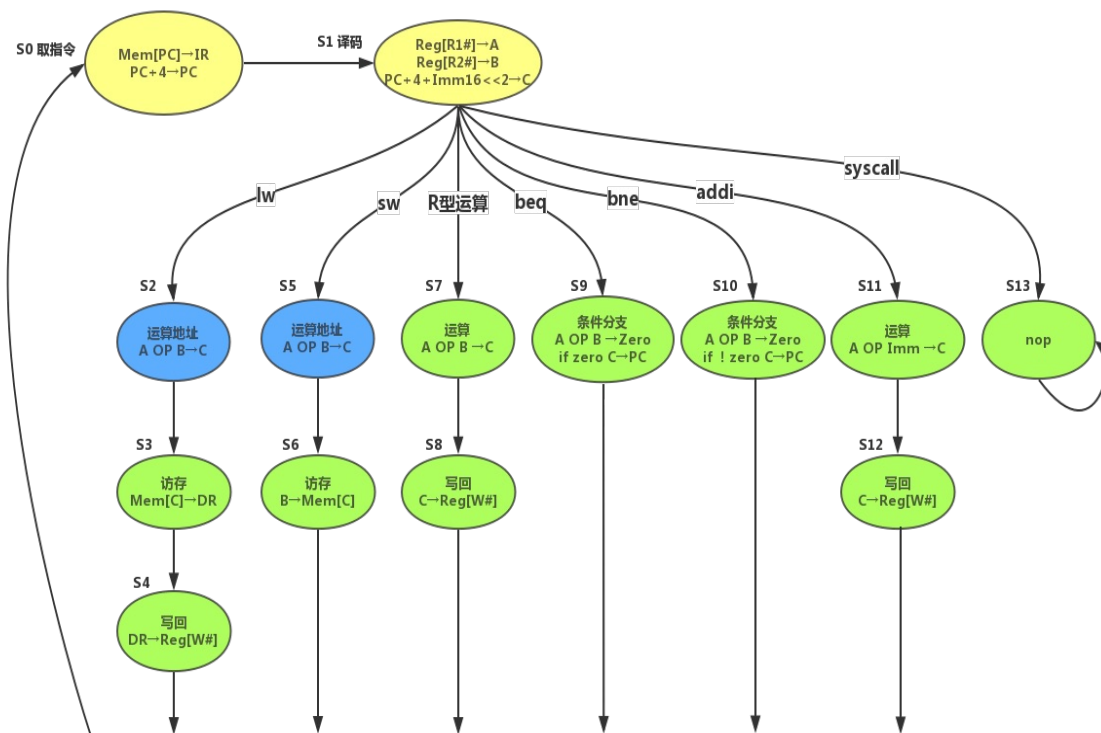 S0 取指令
Mem[PC]→IR
PC+4→PC
S1 译码
Reg[R1#]→A
Reg[R2#]→B
PC+4+Imm16<<2→C
lw
sw
R型运算
beq
bne
addi
syscall
S2
运算地址
A OP B→C
S5
运算地址
A OP B→C
S7
运算
A OP B →C
S9
条件分支
A OP B →Zero
if zero C→PC
S10
条件分支
A OP B →Zero
if ! zero C→PC
S11
运算
A OP Imm →C
S13
nop
S3
访存
Mem[C]→DR
S6
访存
B→Mem[C]
S8
写回
C→Reg[W#]
S12
写回
C→Reg[W#]
S4
写回
DR→Reg[W#]